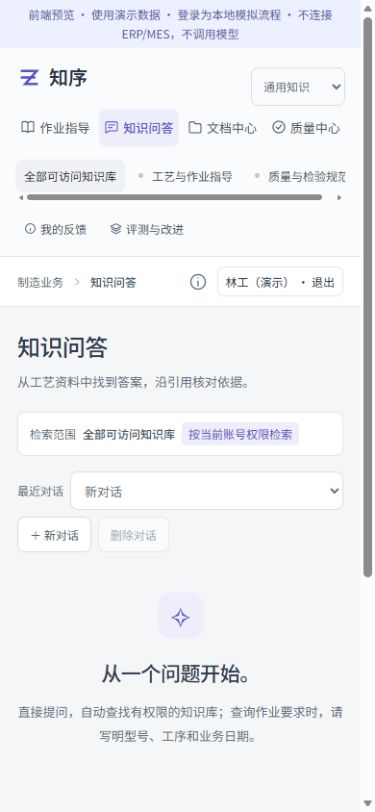 前端预览 • 使用演示数据 • 登录为本地模拟流程 • 不连接
ERP/MES，不调用模型
知序
通用知识
作业指导
知识问答
文档中心
质量中心
全部可访问知识库
工艺与作业指导
质量与检验规范
我的反馈
评测与改进
制造业务 > 知识问答
林工（演示） • 退出
知识问答
从工艺资料中找到答案，沿引用核对依据。
检索范围 全部可访问知识库 按当前账号权限检索
最近对话 新对话
+ 新对话
删除对话
从一个问题开始。
直接提问，自动查找有权限的知识库；查询作业要求时，请
写明型号、工序和业务日期。